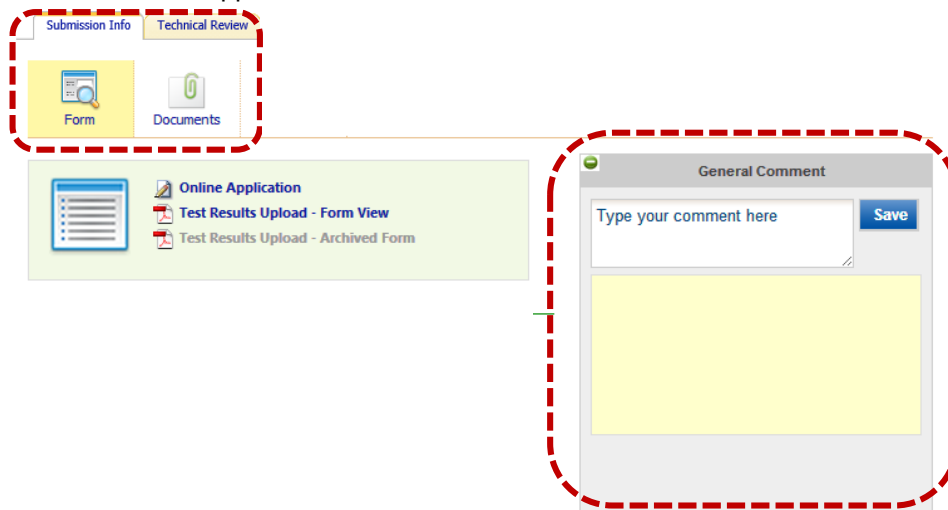 Submission Info Technical Review
Form Documents
Online Application
Test Results Upload - Form View
Test Results Upload - Archived Form
General Comment
Type your comment here Save